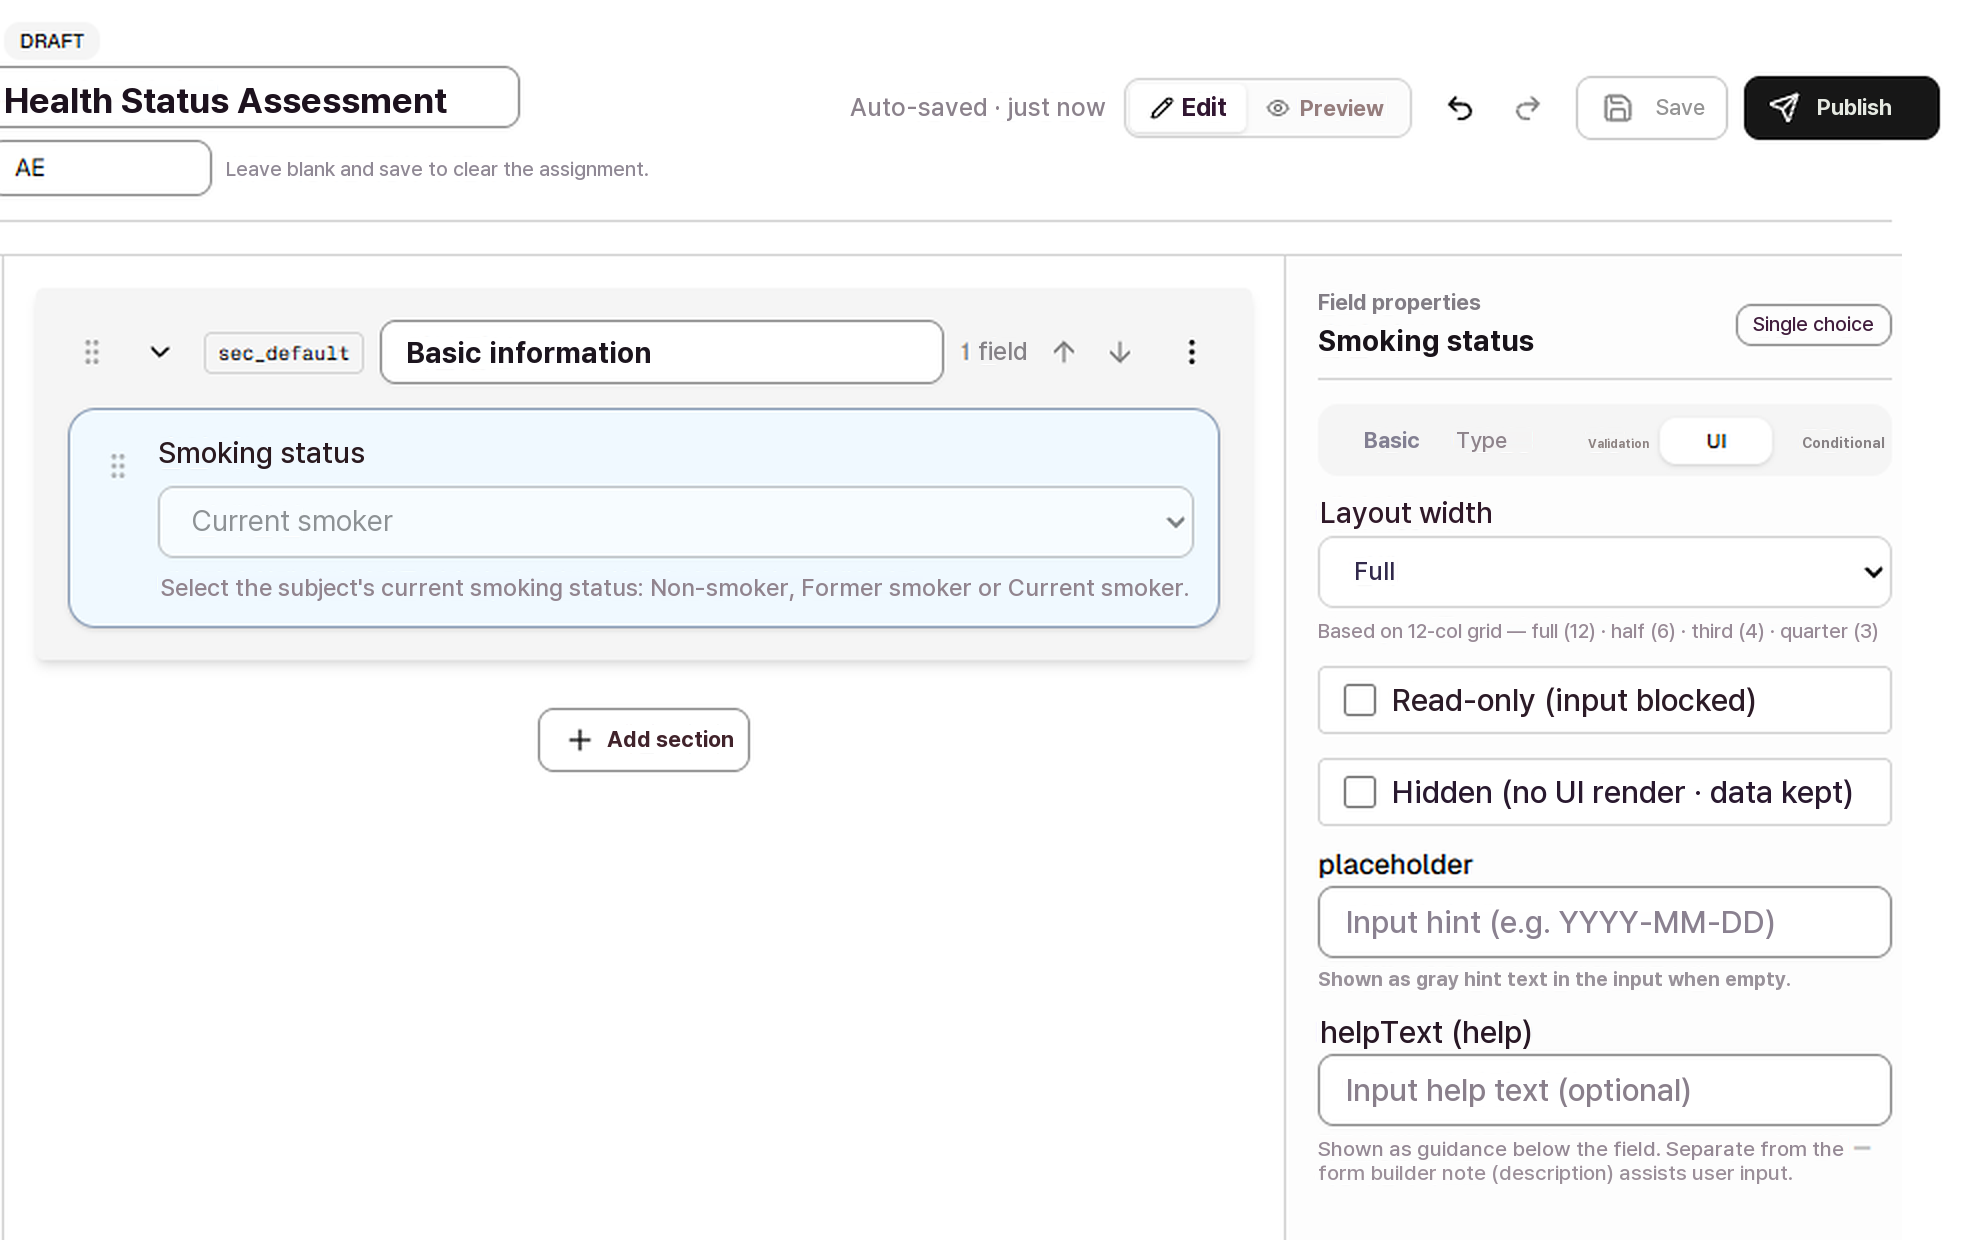 DRAFT
Health Status Assessment
Auto-saved · just now
Edit
Preview
Save
Publish
AE
Leave blank and save to clear the assignment.
sec_default
Basic information
1 field
Smoking status
Current smoker
Select the subject's current smoking status: Non-smoker, Former smoker or Current smoker.
Add section
Field properties
Smoking status
Single choice
Basic
Type
Validation
UI
Conditional
Layout width
Full
Based on 12-col grid — full (12) · half (6) · third (4) · quarter (3)
Read-only (input blocked)
Hidden (no UI render · data kept)
placeholder
Input hint (e.g. YYYY-MM-DD)
Shown as gray hint text in the input when empty.
helpText (help)
Input help text (optional)
Shown as guidance below the field. Separate from the —
form builder note (description) assists user input.